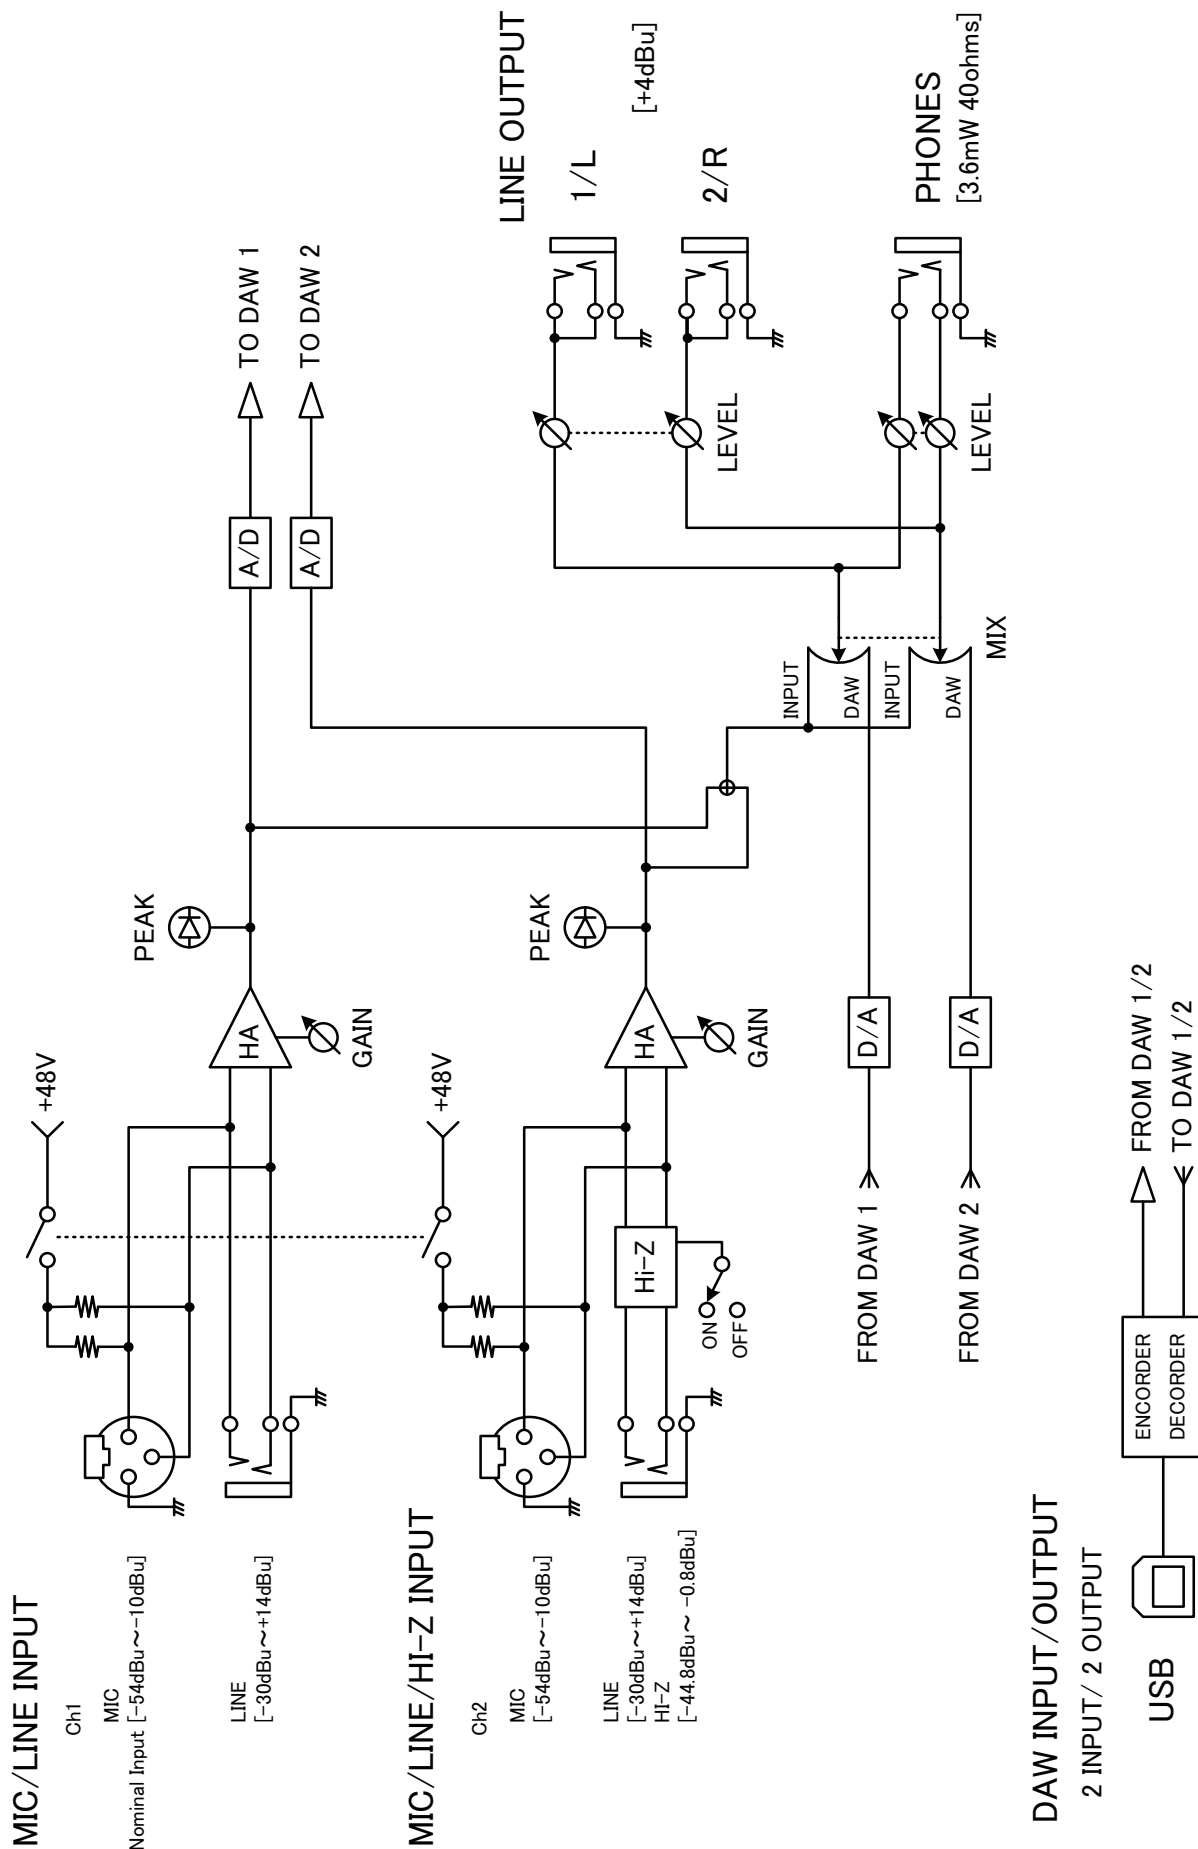 MIC/LINE INPUT
Ch1
MIC
Nominal Input [-54dBu～-10dBu]
LINE
[-30dBu～+14dBu]
+48V
HA
GAIN
PEAK
A/D
TO DAW 1
A/D
TO DAW 2
MIC/LINE/HI-Z INPUT
Ch2
MIC
[-54dBu～-10dBu]
LINE
[-30dBu～+14dBu]
HI-Z
[-44.8dBu～ -0.8dBu]
+48V
Hi-Z
ON
OFF
HA
GAIN
PEAK
INPUT
DAW
INPUT
DAW
MIX
LINE OUTPUT
1/L
[+4dBu]
2/R
LEVEL
PHONES
[3.6mW 40ohms]
LEVEL
FROM DAW 1
D/A
FROM DAW 2
D/A
DAW INPUT/OUTPUT
2 INPUT/ 2 OUTPUT
USB
ENCORDER
DECORDER
FROM DAW 1/2
TO DAW 1/2